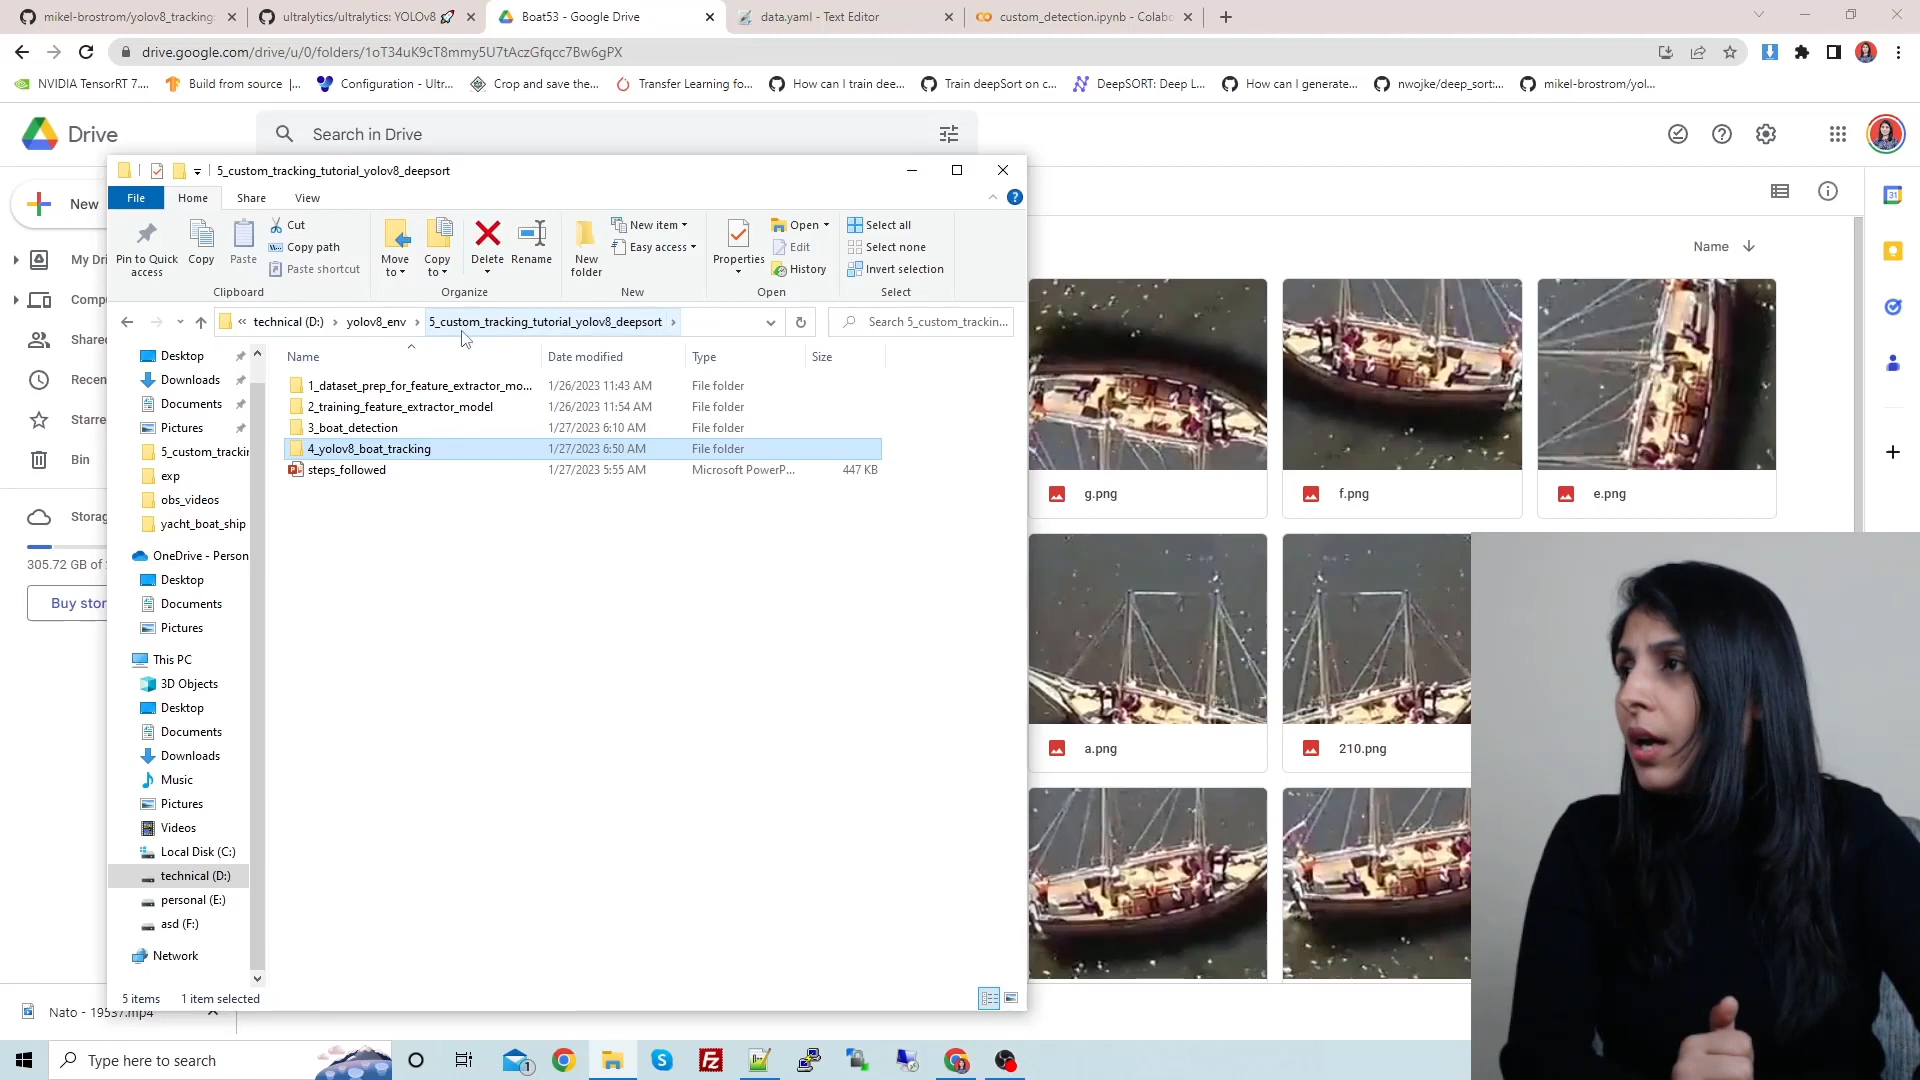 mikel-brostrom/yolov8_tracking:
ultralytics/ultralytics: YOLOv8 🚀
Boat53 - Google Drive
data.yaml - Text Editor
custom_detection.ipynb - Colabo
drive.google.com/drive/u/0/folders/1oT34uK9cT8mmy5U7tAczGfqcc7Bw6gPX
NVIDIA TensorRT 7....
Build from source |...
Configuration - Ultr...
Crop and save the...
Transfer Learning fo...
How can I train dee...
Train deepSort on c...
DeepSORT: Deep L...
How can I generate...
nwojke/deep_sort:...
mikel-brostrom/yol...
Drive
Search in Drive
New
My Dri
Comp
Share
Recen
Starre
Bin
Storag
305.72 GB of
Buy stor
Name
g.png
f.png
e.png
a.png
210.png
31
5_custom_tracking_tutorial_yolov8_deepsort
File
Home
Share
View
Pin to Quick access
Copy
Paste
Cut
Copy path
Paste shortcut
Clipboard
Move to
Copy to
Delete
Rename
Organize
New folder
New item
Easy access
New
Properties
Open
Edit
History
Open
Select all
Select none
Invert selection
Select
« technical (D:) › yolov8_env › 5_custom_tracking_tutorial_yolov8_deepsort ›
Search 5_custom_trackin...
Name
Date modified
Type
Size
1_dataset_prep_for_feature_extractor_mo... 1/26/2023 11:43 AM File folder
2_training_feature_extractor_model 1/26/2023 11:54 AM File folder
3_boat_detection 1/27/2023 6:10 AM File folder
4_yolov8_boat_tracking 1/27/2023 6:50 AM File folder
steps_followed 1/27/2023 5:55 AM Microsoft PowerP... 447 KB
Desktop
Downloads
Documents
Pictures
5_custom_trackin
exp
obs_videos
yacht_boat_ship
OneDrive - Person
Desktop
Documents
Pictures
This PC
3D Objects
Desktop
Documents
Downloads
Music
Pictures
Videos
Local Disk (C:)
technical (D:)
personal (E:)
asd (F:)
Network
5 items
1 item selected
Nato - 19537.mp4
Type here to search
1